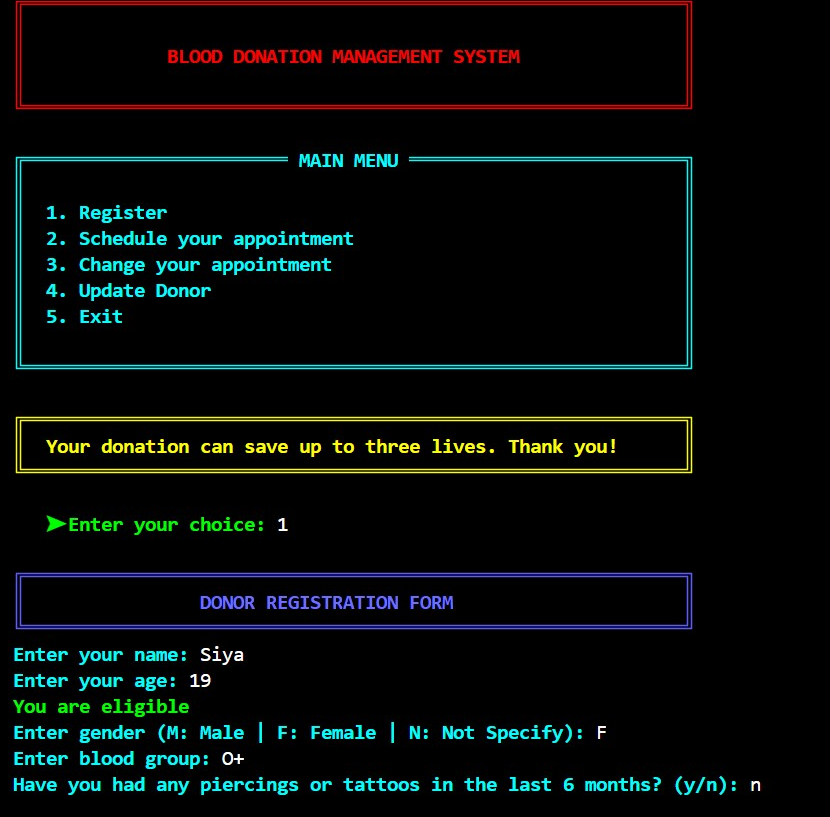 BLOOD DONATION MANAGEMENT SYSTEM
MAIN MENU
1. Register
2. Schedule your appointment
3. Change your appointment
4. Update Donor
5. Exit
Your donation can save up to three lives. Thank you!
➤Enter your choice: 1
DONOR REGISTRATION FORM
Enter your name: Siya
Enter your age: 19
You are eligible
Enter gender (M: Male | F: Female | N: Not Specify): F
Enter blood group: O+
Have you had any piercings or tattoos in the last 6 months? (y/n): n